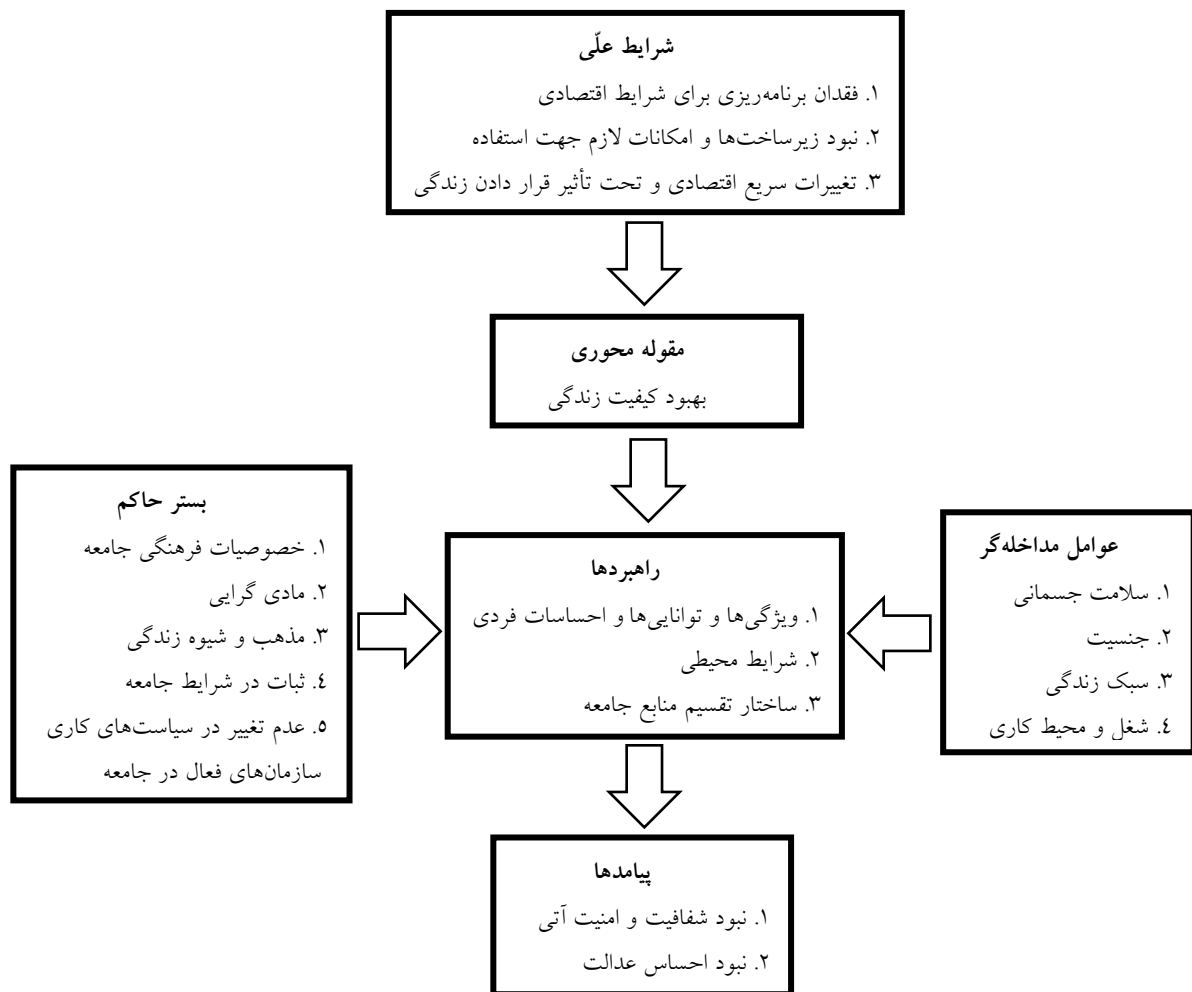 شرایط علّی
۱. فقدان برنامه‌ریزی برای شرایط اقتصادی
۲. نبود زیرساخت‌ها و امکانات لازم جهت استفاده
۳. تغییرات سریع اقتصادی و تحت تأثیر قرار دادن زندگی
مقوله محوری
بهبود کیفیت زندگی
عوامل مداخله‌گر
۱. سلامت جسمانی
۲. جنسیت
۳. سبک زندگی
٤. شغل و محیط کاری
راهبردها
۱. ویژگی‌ها و توانایی‌ها و احساسات فردی
۲. شرایط محیطی
۳. ساختار تقسیم منابع جامعه
بستر حاکم
۱. خصوصیات فرهنگی جامعه
۲. مادی گرایی
۳. مذهب و شیوه زندگی
٤. ثبات در شرایط جامعه
۵. عدم تغییر در سیاست‌های کاری
سازمان‌های فعال در جامعه
پیامدها
۱. نبود شفافیت و امنیت آتی
۲. نبود احساس عدالت